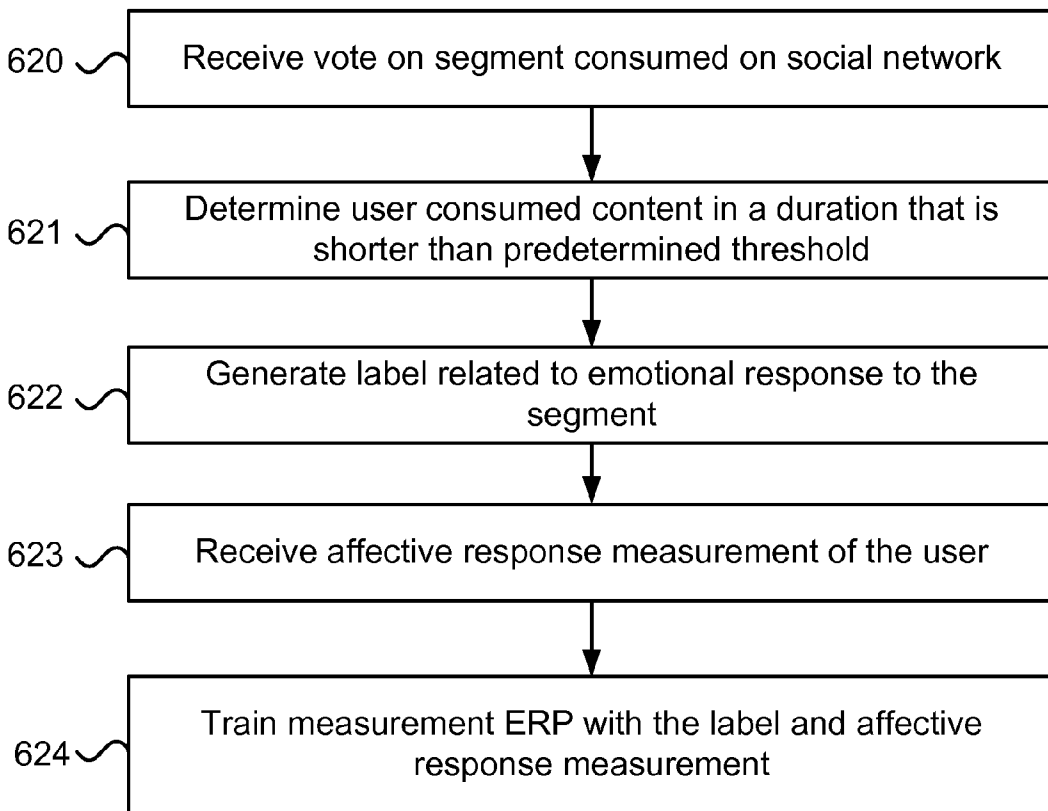 620
Receive vote on segment consumed on social network
621
Determine user consumed content in a duration that is
shorter than predetermined threshold
622
Generate label related to emotional response to the
segment
623
Receive affective response measurement of the user
624
Train measurement ERP with the label and affective
response measurement